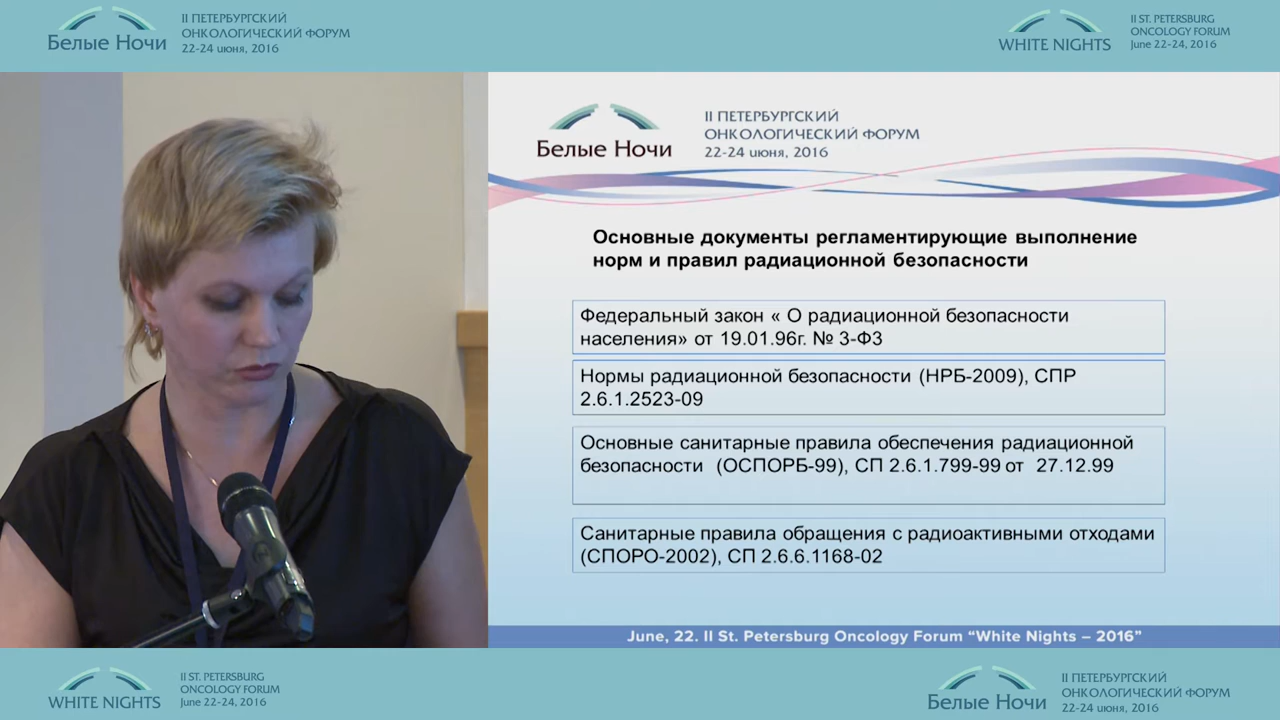 Белые Ночи
II ПЕТЕРБУРГСКИЙ
ОНКОЛОГИЧЕСКИЙ ФОРУМ
22-24 июня, 2016
WHITE NIGHTS
II ST. PETERSBURG
ONCOLOGY FORUM
June 22-24, 2016
Белые Ночи
II ПЕТЕРБУРГСКИЙ
ОНКОЛОГИЧЕСКИЙ ФОРУМ
22-24 июня, 2016
Основные документы регламентирующие выполнение
норм и правил радиационной безопасности
Федеральный закон « О радиационной безопасности
населения» от 19.01.96г. № 3-ФЗ
Нормы радиационной безопасности (НРБ-2009), СПР
2.6.1.2523-09
Основные санитарные правила обеспечения радиационной
безопасности (ОСПОРБ-99), СП 2.6.1.799-99 от 27.12.99
Санитарные правила обращения с радиоактивными отходами
(СПОРО-2002), СП 2.6.6.1168-02
June, 22. II St. Petersburg Oncology Forum “White Nights – 2016”
WHITE NIGHTS
II ST. PETERSBURG
ONCOLOGY FORUM
June 22-24, 2016
Белые Ночи
II ПЕТЕРБУРГСКИЙ
ОНКОЛОГИЧЕСКИЙ ФОРУМ
22-24 июня, 2016